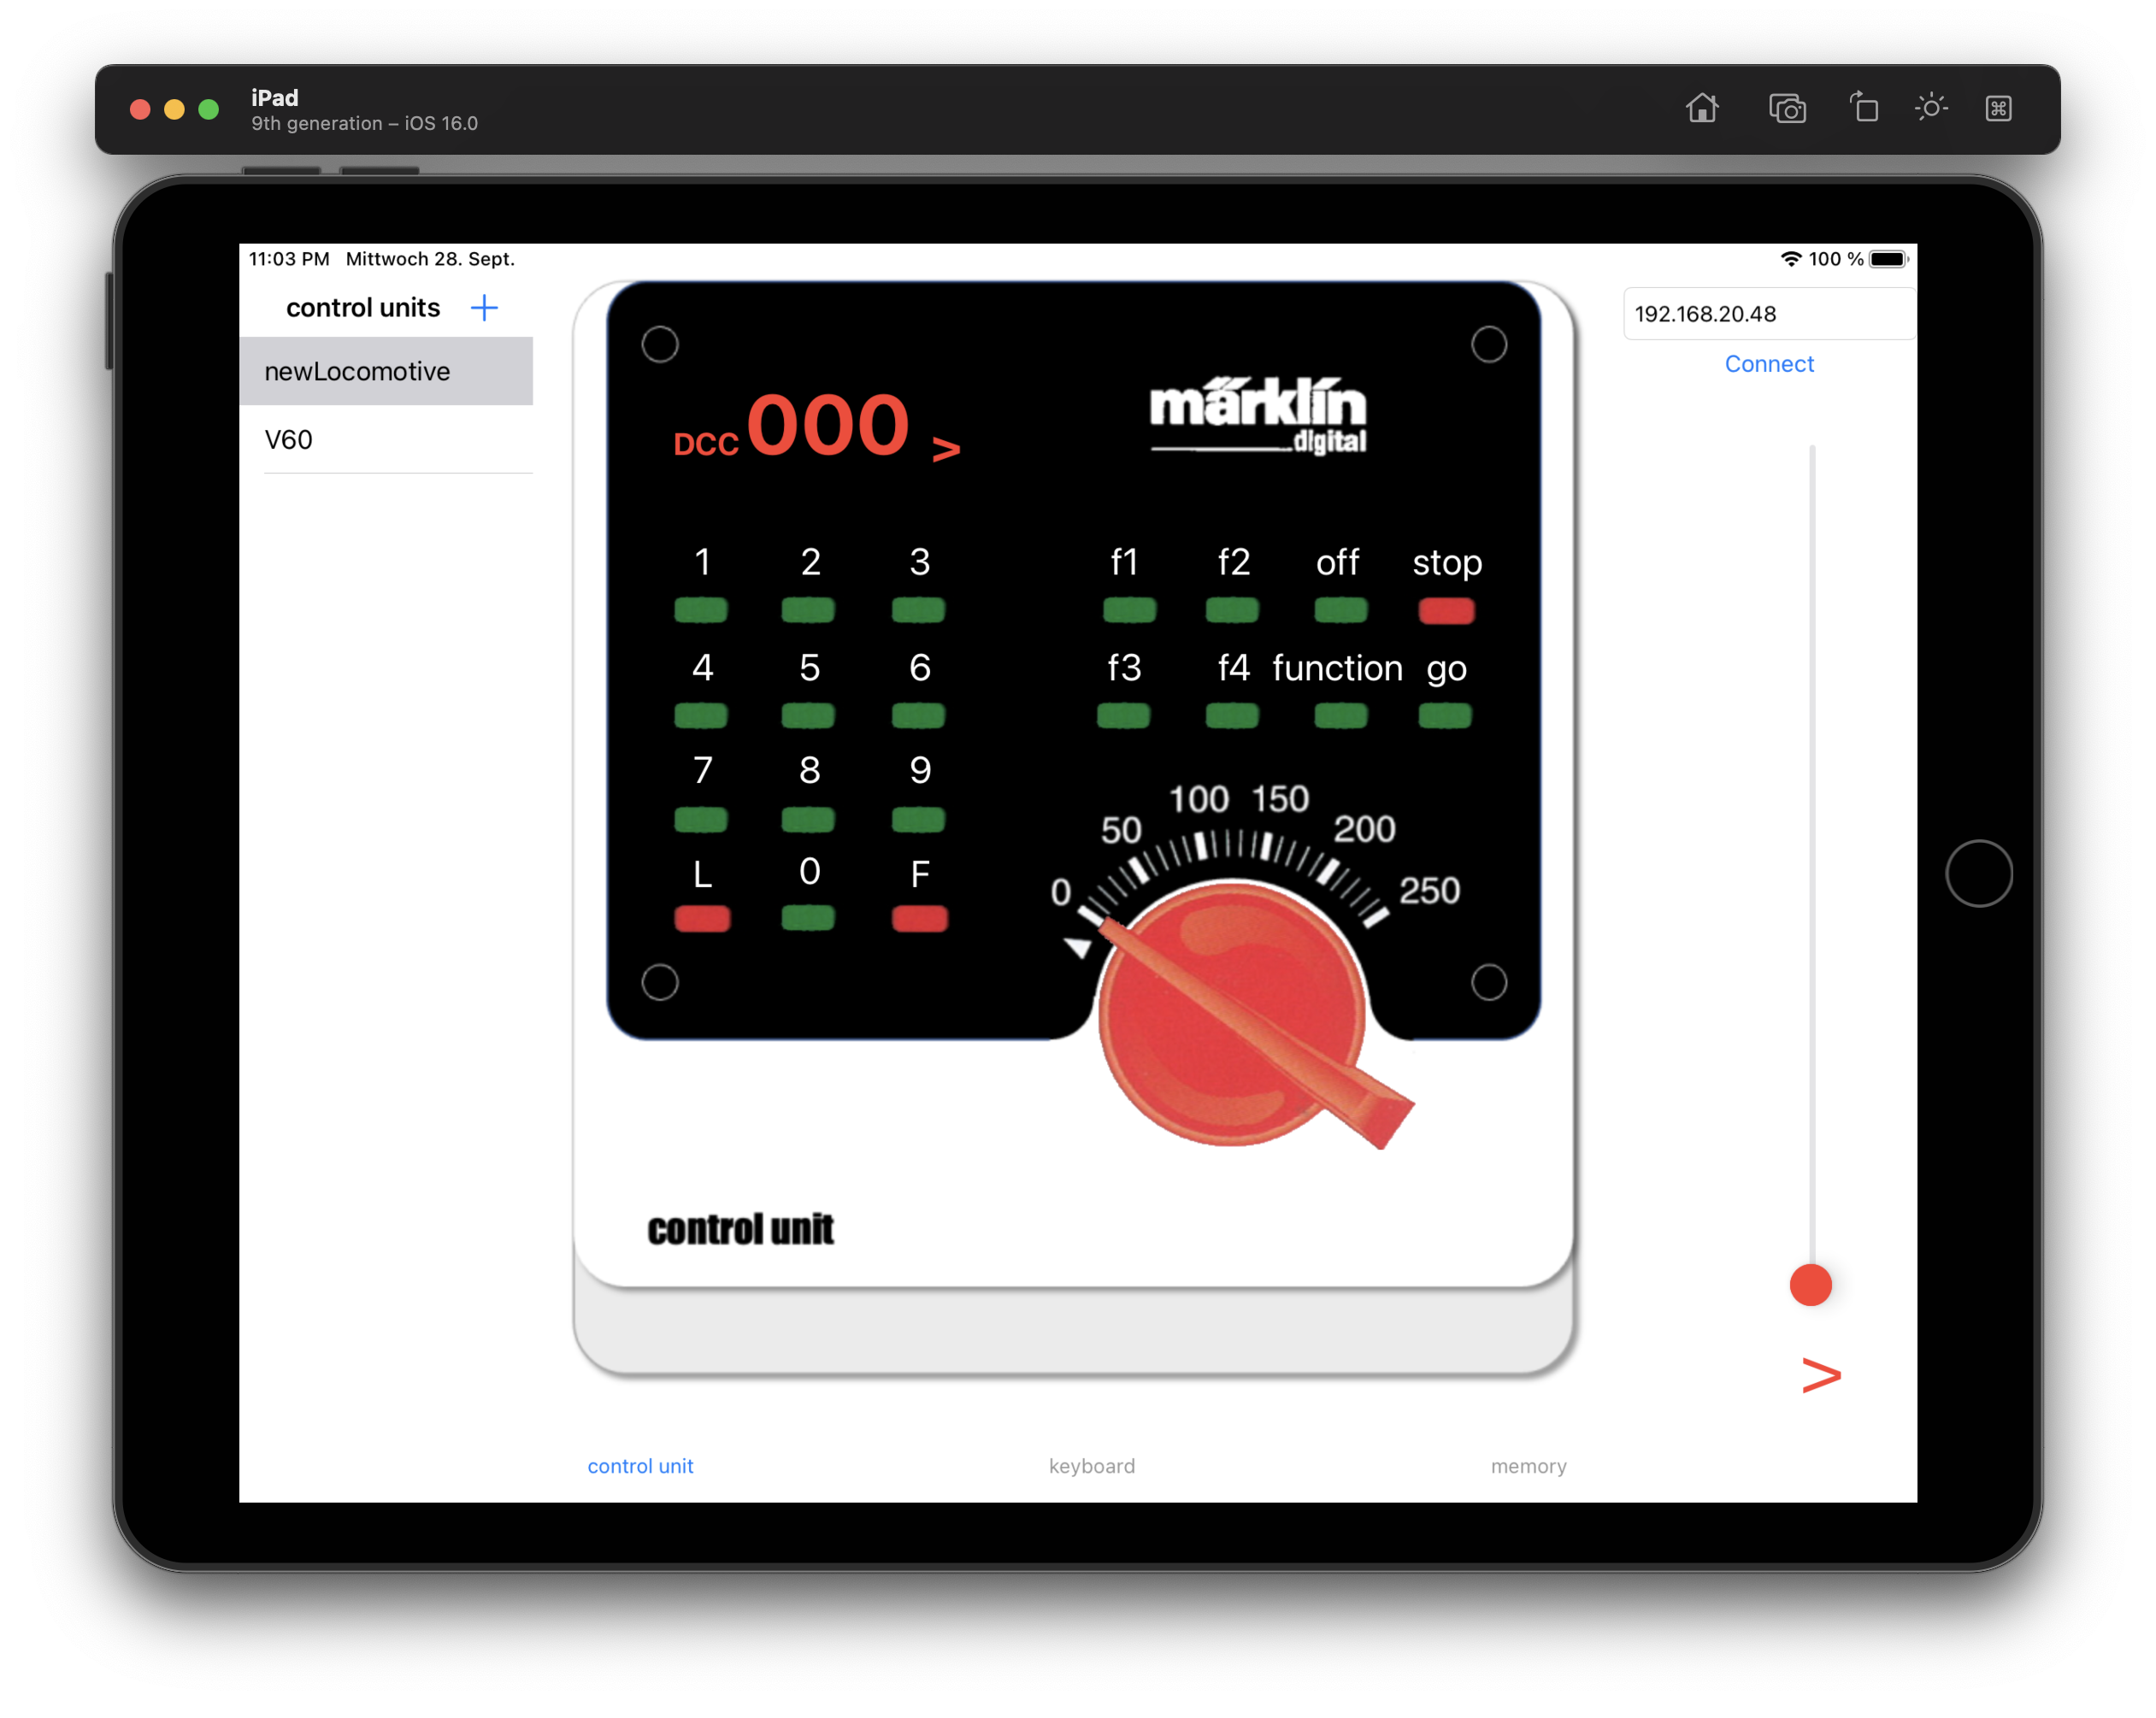 iPad
9th generation – iOS 16.0
11:03 PM Mittwoch 28. Sept.
100 %
control units +
newLocomotive
V60
192.168.20.48
Connect
DCC 000 >
märklin
digital
1 2 3
f1 f2 off stop
4 5 6
f3 f4 function go
7 8 9
L 0 F
0 50 100 150 200 250
control unit
>
control unit keyboard memory